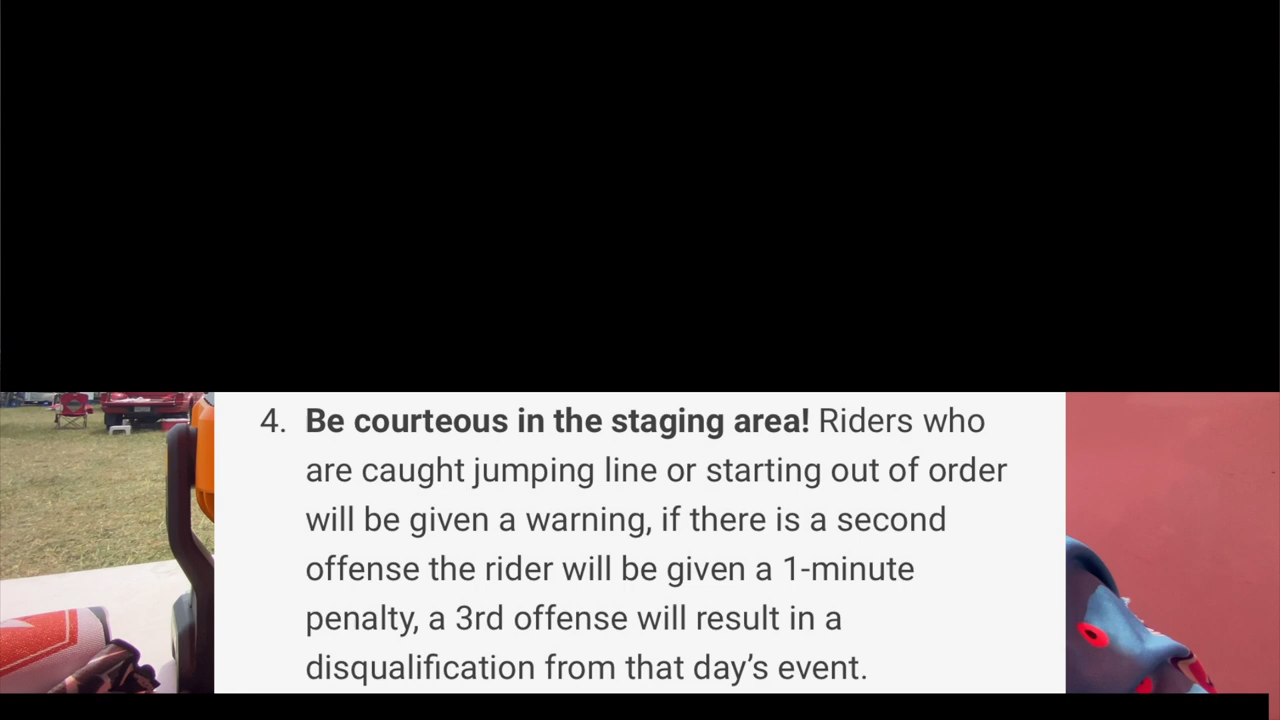 4. Be courteous in the staging area! Riders who
are caught jumping line or starting out of order
will be given a warning, if there is a second
offense the rider will be given a 1-minute
penalty, a 3rd offense will result in a
disqualification from that day’s event.